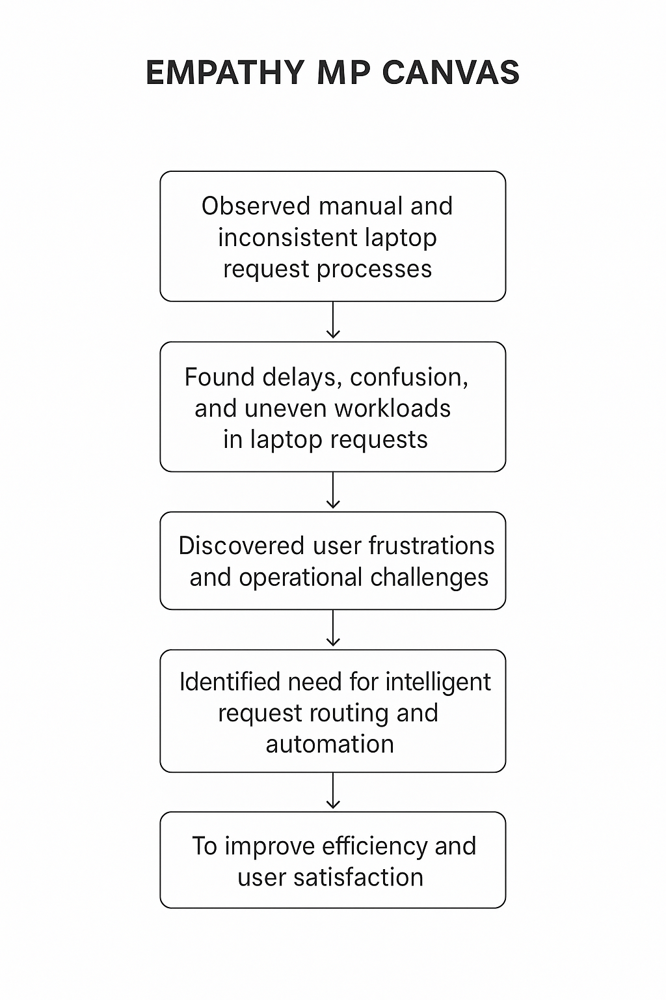 EMPATHY MP CANVAS
Observed manual and
inconsistent laptop
request processes
Found delays, confusion,
and uneven workloads
in laptop requests
Discovered user frustrations
and operational challenges
Identified need for intelligent
request routing and
automation
To improve efficiency and
user satisfaction